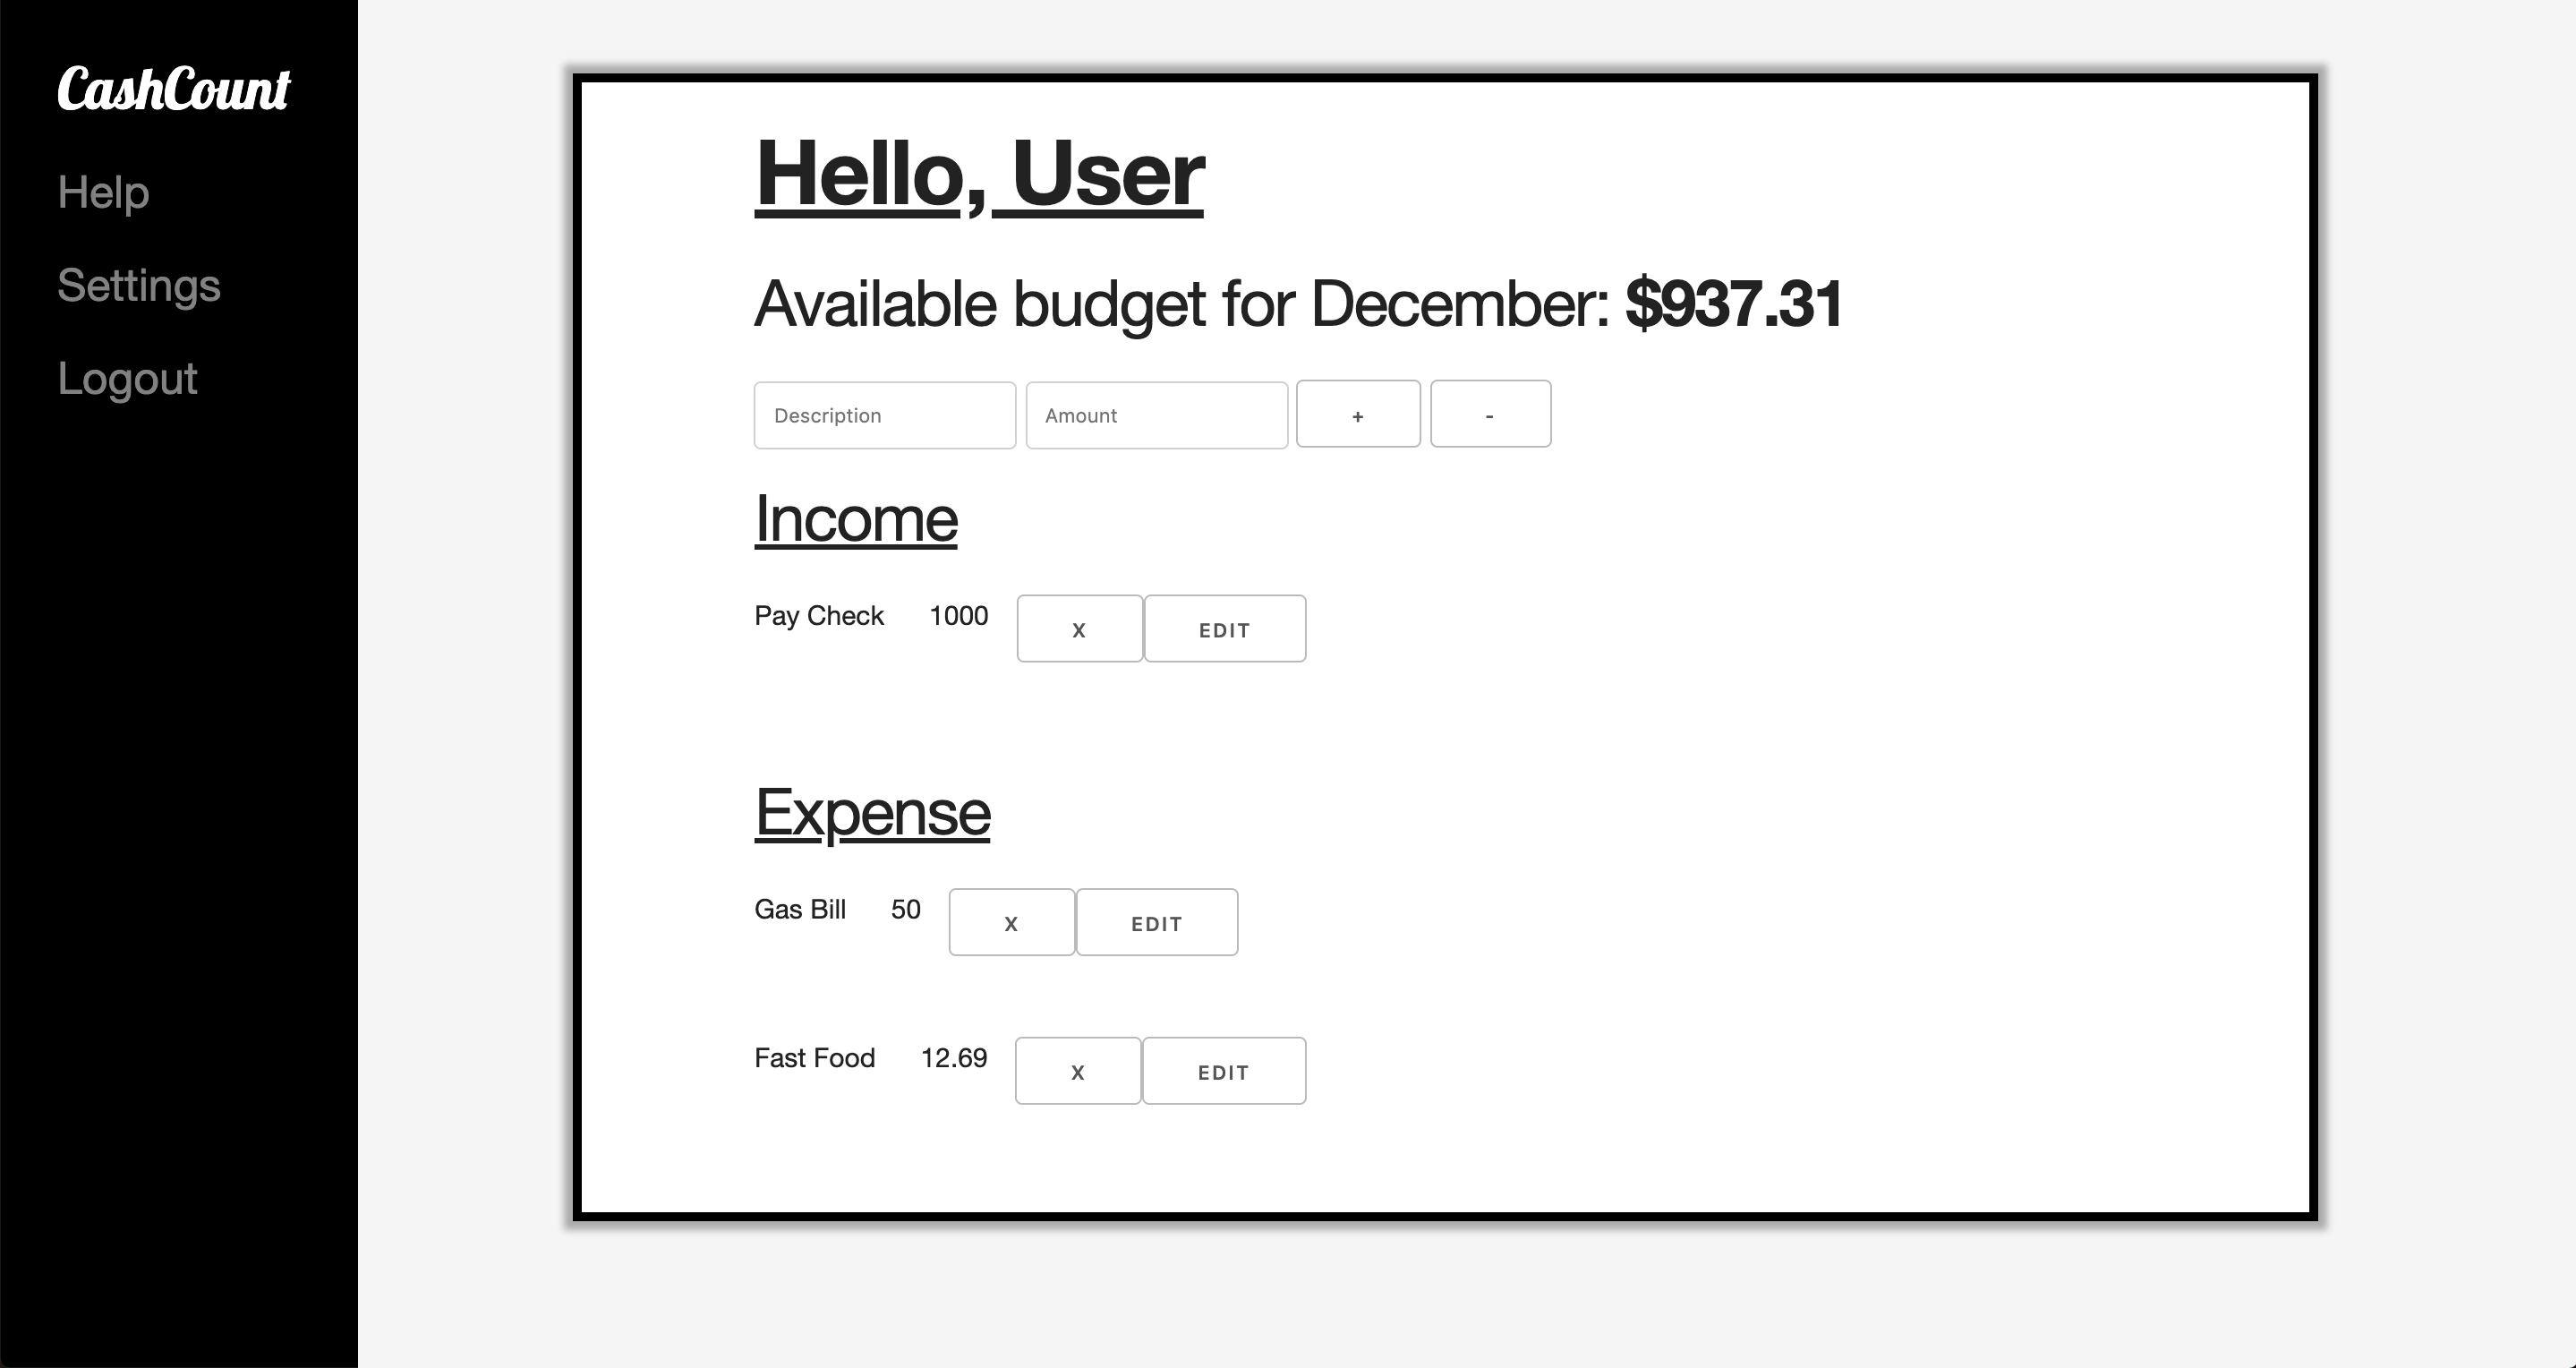 CashCount
Help
Settings
Logout
Hello, User
Available budget for December: $937.31
Description Amount + -
Income
Pay Check 1000 X EDIT
Expense
Gas Bill 50 X EDIT
Fast Food 12.69 X EDIT